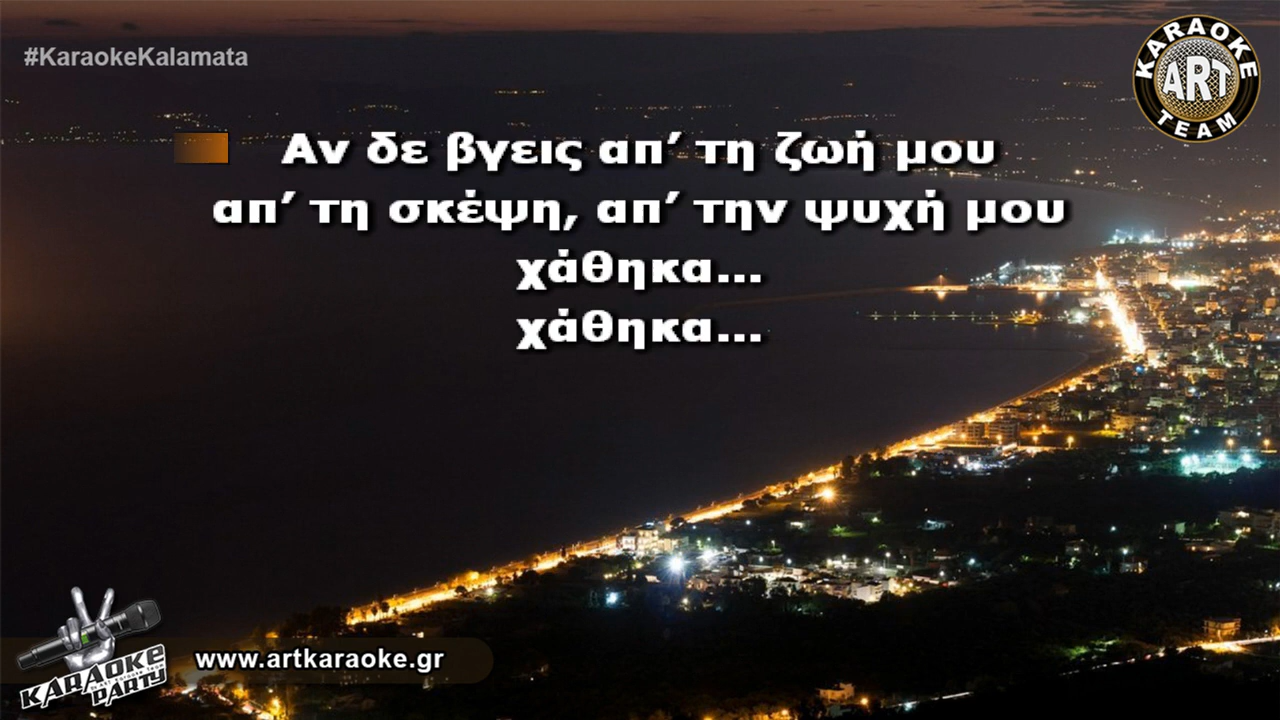 #KaraokeKalamata
KARAOKE
ART
TEAM
Αν δε βγεις απ’ τη ζωή μου
απ’ τη σκέψη, απ’ την ψυχή μου
χάθηκα...
χάθηκα...
KARAOKE
PARTY
www.artkaraoke.gr